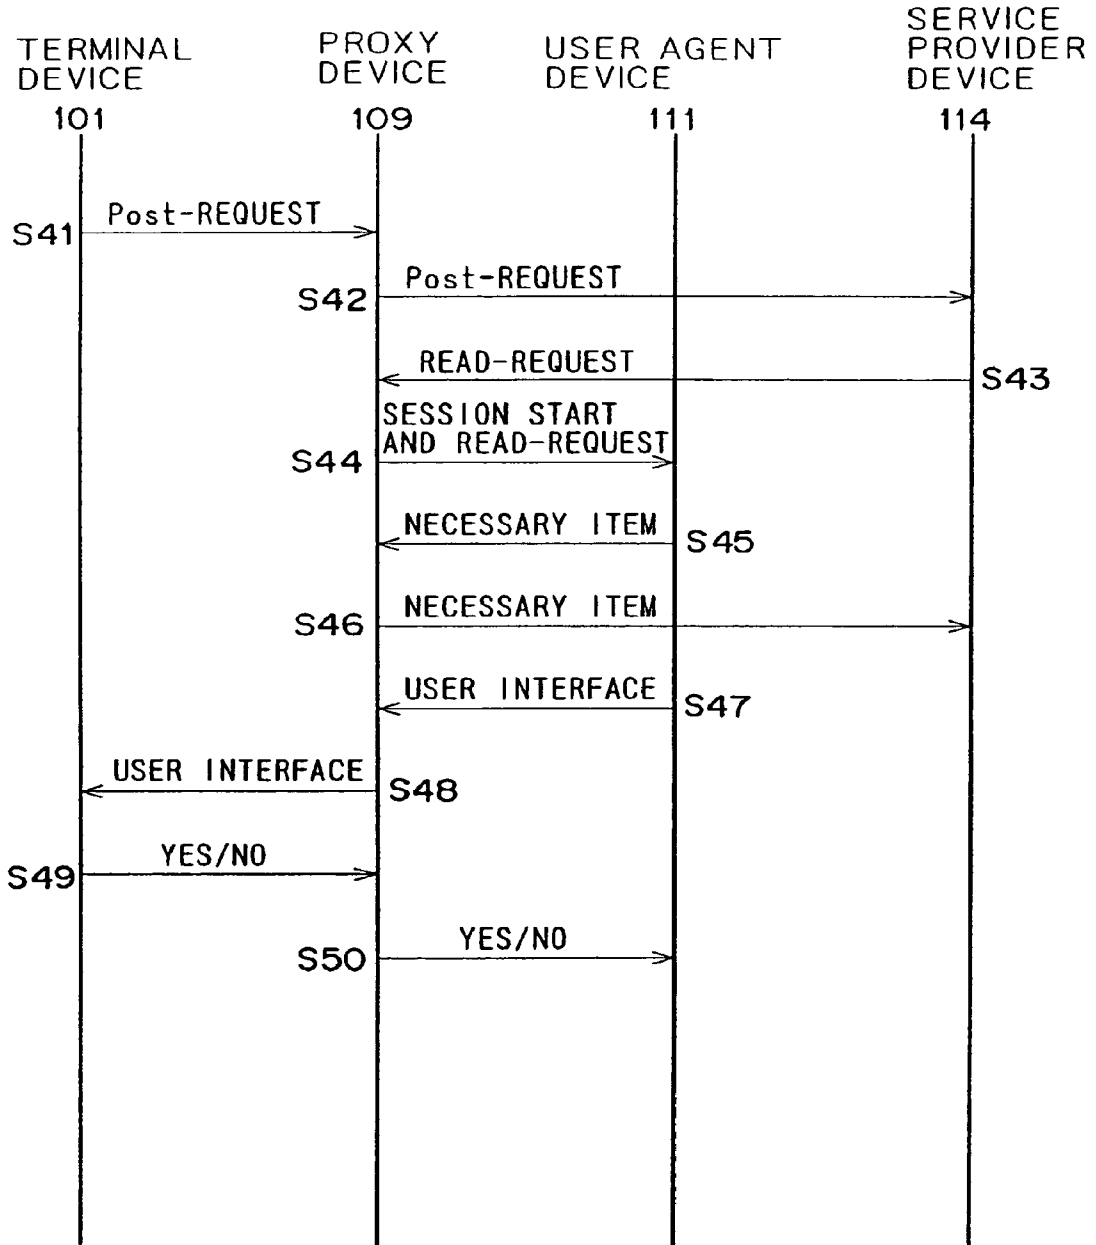 TERMINAL
DEVICE
101
PROXY
DEVICE
109
USER AGENT
DEVICE
111
SERVICE
PROVIDER
DEVICE
114
S41
Post-REQUEST
S42
Post-REQUEST
READ-REQUEST
S43
SESSION START
AND READ-REQUEST
S44
NECESSARY ITEM
S45
NECESSARY ITEM
S46
USER INTERFACE
S47
USER INTERFACE
S48
YES/NO
S49
YES/NO
S50